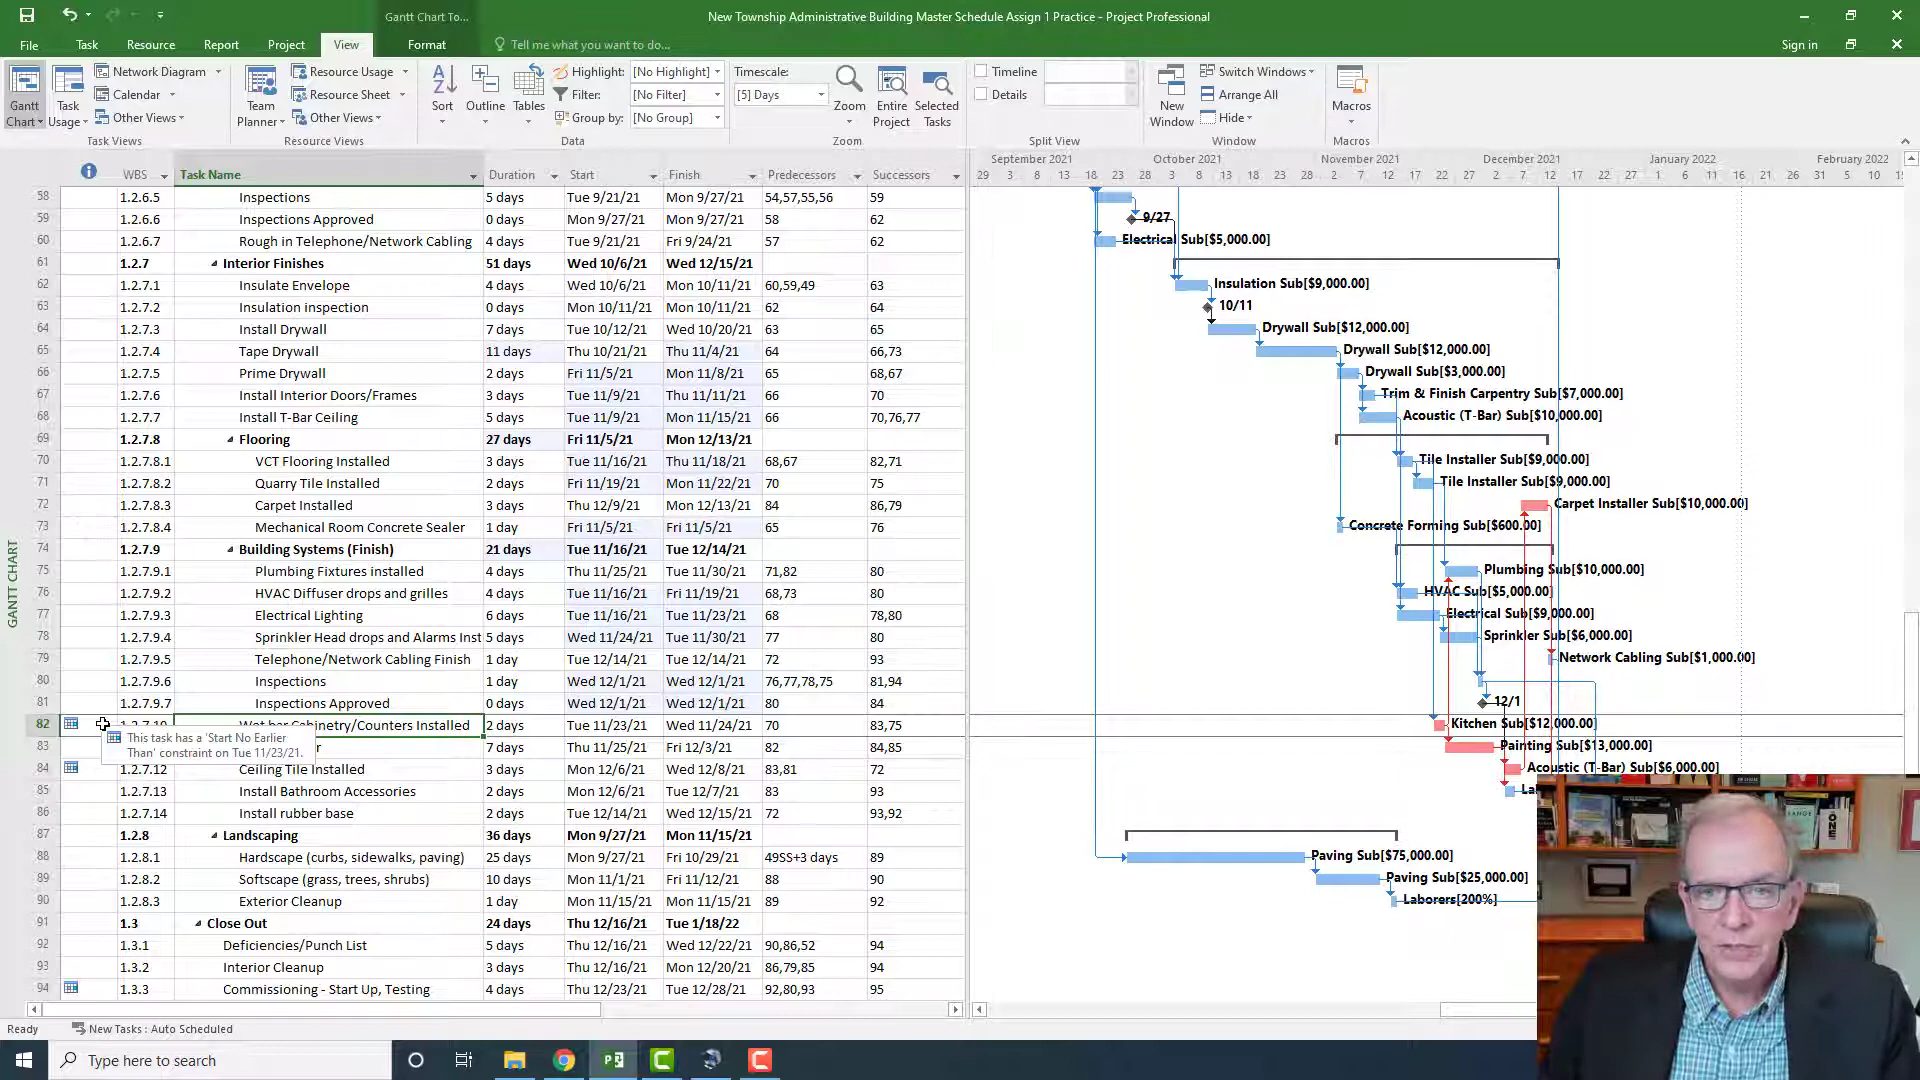 Gantt Chart To...
New Township Administrative Building Master Schedule Assign 1 Practice - Project Professional
File Task Resource Report Project View Format Tell me what you want to do... Sign in
Gantt Chart
Task Usage
Network Diagram
Calendar
Other Views
Task Views
Team Planner
Resource Usage
Resource Sheet
Other Views
Resource Views
Sort
Outline
Tables
Highlight: [No Highlight]
Filter: [No Filter]
Group by: [No Group]
Data
Timescale:
[5] Days
Zoom
Entire Project
Selected Tasks
Zoom
Timeline
Details
Split View
New Window
Switch Windows
Arrange All
Hide
Window
Macros
Macros
WBS Task Name Duration Start Finish Predecessors Successors
September 2021 October 2021 November 2021 December 2021 January 2022 February 2022
29 3 8 13 18 23 28 3 8 13 18 23 28 2 7 12 17 22 27 2 7 12 17 22 27 1 6 11 16 21 26 31 5 10
58 1.2.6.5 Inspections 5 days Tue 9/21/21 Mon 9/27/21 54,57,55,56 59
59 1.2.6.6 Inspections Approved 0 days Mon 9/27/21 Mon 9/27/21 58 62 9/27
60 1.2.6.7 Rough in Telephone/Network Cabling 4 days Tue 9/21/21 Fri 9/24/21 57 62 Electrical Sub[$5,000.00]
61 1.2.7 Interior Finishes 51 days Wed 10/6/21 Wed 12/15/21
62 1.2.7.1 Insulate Envelope 4 days Wed 10/6/21 Mon 10/11/21 60,59,49 63 Insulation Sub[$9,000.00]
63 1.2.7.2 Insulation inspection 0 days Mon 10/11/21 Mon 10/11/21 62 64 10/11
64 1.2.7.3 Install Drywall 7 days Tue 10/12/21 Wed 10/20/21 63 65 Drywall Sub[$12,000.00]
65 1.2.7.4 Tape Drywall 11 days Thu 10/21/21 Thu 11/4/21 64 66,73 Drywall Sub[$12,000.00]
66 1.2.7.5 Prime Drywall 2 days Fri 11/5/21 Mon 11/8/21 65 68,67 Drywall Sub[$3,000.00]
67 1.2.7.6 Install Interior Doors/Frames 3 days Tue 11/9/21 Thu 11/11/21 66 70 Trim & Finish Carpentry Sub[$7,000.00]
68 1.2.7.7 Install T-Bar Ceiling 5 days Tue 11/9/21 Mon 11/15/21 66 70,76,77 Acoustic (T-Bar) Sub[$10,000.00]
69 1.2.7.8 Flooring 27 days Fri 11/5/21 Mon 12/13/21
70 1.2.7.8.1 VCT Flooring Installed 3 days Tue 11/16/21 Thu 11/18/21 68,67 82,71 Tile Installer Sub[$9,000.00]
71 1.2.7.8.2 Quarry Tile Installed 2 days Fri 11/19/21 Mon 11/22/21 70 75 Tile Installer Sub[$9,000.00]
72 1.2.7.8.3 Carpet Installed 3 days Thu 12/9/21 Mon 12/13/21 84 86,79 Carpet Installer Sub[$10,000.00]
73 1.2.7.8.4 Mechanical Room Concrete Sealer 1 day Fri 11/5/21 Fri 11/5/21 65 76 Concrete Forming Sub[$600.00]
74 1.2.7.9 Building Systems (Finish) 21 days Tue 11/16/21 Tue 12/14/21
75 1.2.7.9.1 Plumbing Fixtures installed 4 days Thu 11/25/21 Tue 11/30/21 71,82 80 Plumbing Sub[$10,000.00]
76 1.2.7.9.2 HVAC Diffuser drops and grilles 4 days Tue 11/16/21 Fri 11/19/21 68,73 80 HVAC Sub[$5,000.00]
77 1.2.7.9.3 Electrical Lighting 6 days Tue 11/16/21 Tue 11/23/21 68 78,80 Electrical Sub[$9,000.00]
78 1.2.7.9.4 Sprinkler Head drops and Alarms Inst 5 days Wed 11/24/21 Tue 11/30/21 77 80 Sprinkler Sub[$6,000.00]
79 1.2.7.9.5 Telephone/Network Cabling Finish 1 day Tue 12/14/21 Tue 12/14/21 72 93 Network Cabling Sub[$1,000.00]
80 1.2.7.9.6 Inspections 1 day Wed 12/1/21 Wed 12/1/21 76,77,78,75 81,94
81 1.2.7.9.7 Inspections Approved 0 days Wed 12/1/21 Wed 12/1/21 80 84 12/1
82 1.2.7.10 Wet bar Cabinetry/Counters Installed 2 days Tue 11/23/21 Wed 11/24/21 70 83,75 Kitchen Sub[$12,000.00]
This task has a 'Start No Earlier
Than' constraint on Tue 11/23/21.
83 r 7 days Thu 11/25/21 Fri 12/3/21 82 84,85 Painting Sub[$13,000.00]
84 1.2.7.12 Ceiling Tile Installed 3 days Mon 12/6/21 Wed 12/8/21 83,81 72 Acoustic (T-Bar) Sub[$6,000.00]
85 1.2.7.13 Install Bathroom Accessories 2 days Mon 12/6/21 Tue 12/7/21 83 93
86 1.2.7.14 Install rubber base 2 days Tue 12/14/21 Wed 12/15/21 72 93,92
87 1.2.8 Landscaping 36 days Mon 9/27/21 Mon 11/15/21
88 1.2.8.1 Hardscape (curbs, sidewalks, paving) 25 days Mon 9/27/21 Fri 10/29/21 49SS+3 days 89 Paving Sub[$75,000.00]
89 1.2.8.2 Softscape (grass, trees, shrubs) 10 days Mon 11/1/21 Fri 11/12/21 88 90 Paving Sub[$25,000.00]
90 1.2.8.3 Exterior Cleanup 1 day Mon 11/15/21 Mon 11/15/21 89 92 Laborers[200%]
91 1.3 Close Out 24 days Thu 12/16/21 Tue 1/18/22
92 1.3.1 Deficiencies/Punch List 5 days Thu 12/16/21 Wed 12/22/21 90,86,52 94
93 1.3.2 Interior Cleanup 3 days Thu 12/16/21 Mon 12/20/21 86,79,85 94
94 1.3.3 Commissioning - Start Up, Testing 4 days Thu 12/23/21 Tue 12/28/21 92,80,93 95
GANTT CHART
Ready New Tasks : Auto Scheduled
Type here to search